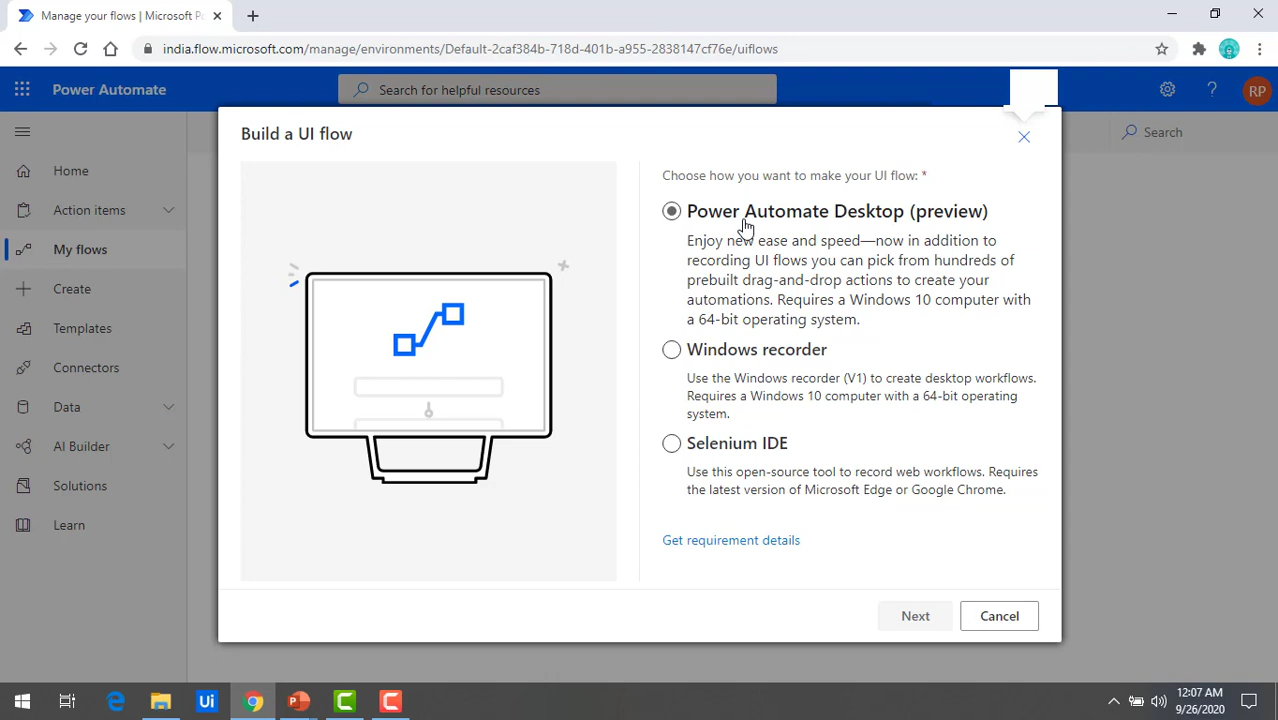 Manage your flows | Microsoft P
india.flow.microsoft.com/manage/environments/Default-2caf384b-718d-401b-a955-2838147cf76e/uiflows
Power Automate
Search for helpful resources
RP
Search
Home
Action items
My flows
Create
Templates
Connectors
Data
AI Builder
Solutions
Learn
Build a UI flow
Choose how you want to make your UI flow: *
Power Automate Desktop (preview)
Enjoy new ease and speed—now in addition to
recording UI flows you can pick from hundreds of
prebuilt drag-and-drop actions to create your
automations. Requires a Windows 10 computer with
a 64-bit operating system.
Windows recorder
Use the Windows recorder (V1) to create desktop workflows.
Requires a Windows 10 computer with a 64-bit operating
system.
Selenium IDE
Use this open-source tool to record web workflows. Requires
the latest version of Microsoft Edge or Google Chrome.
Get requirement details
Next
Cancel
Ui
12:07 AM
9/26/2020